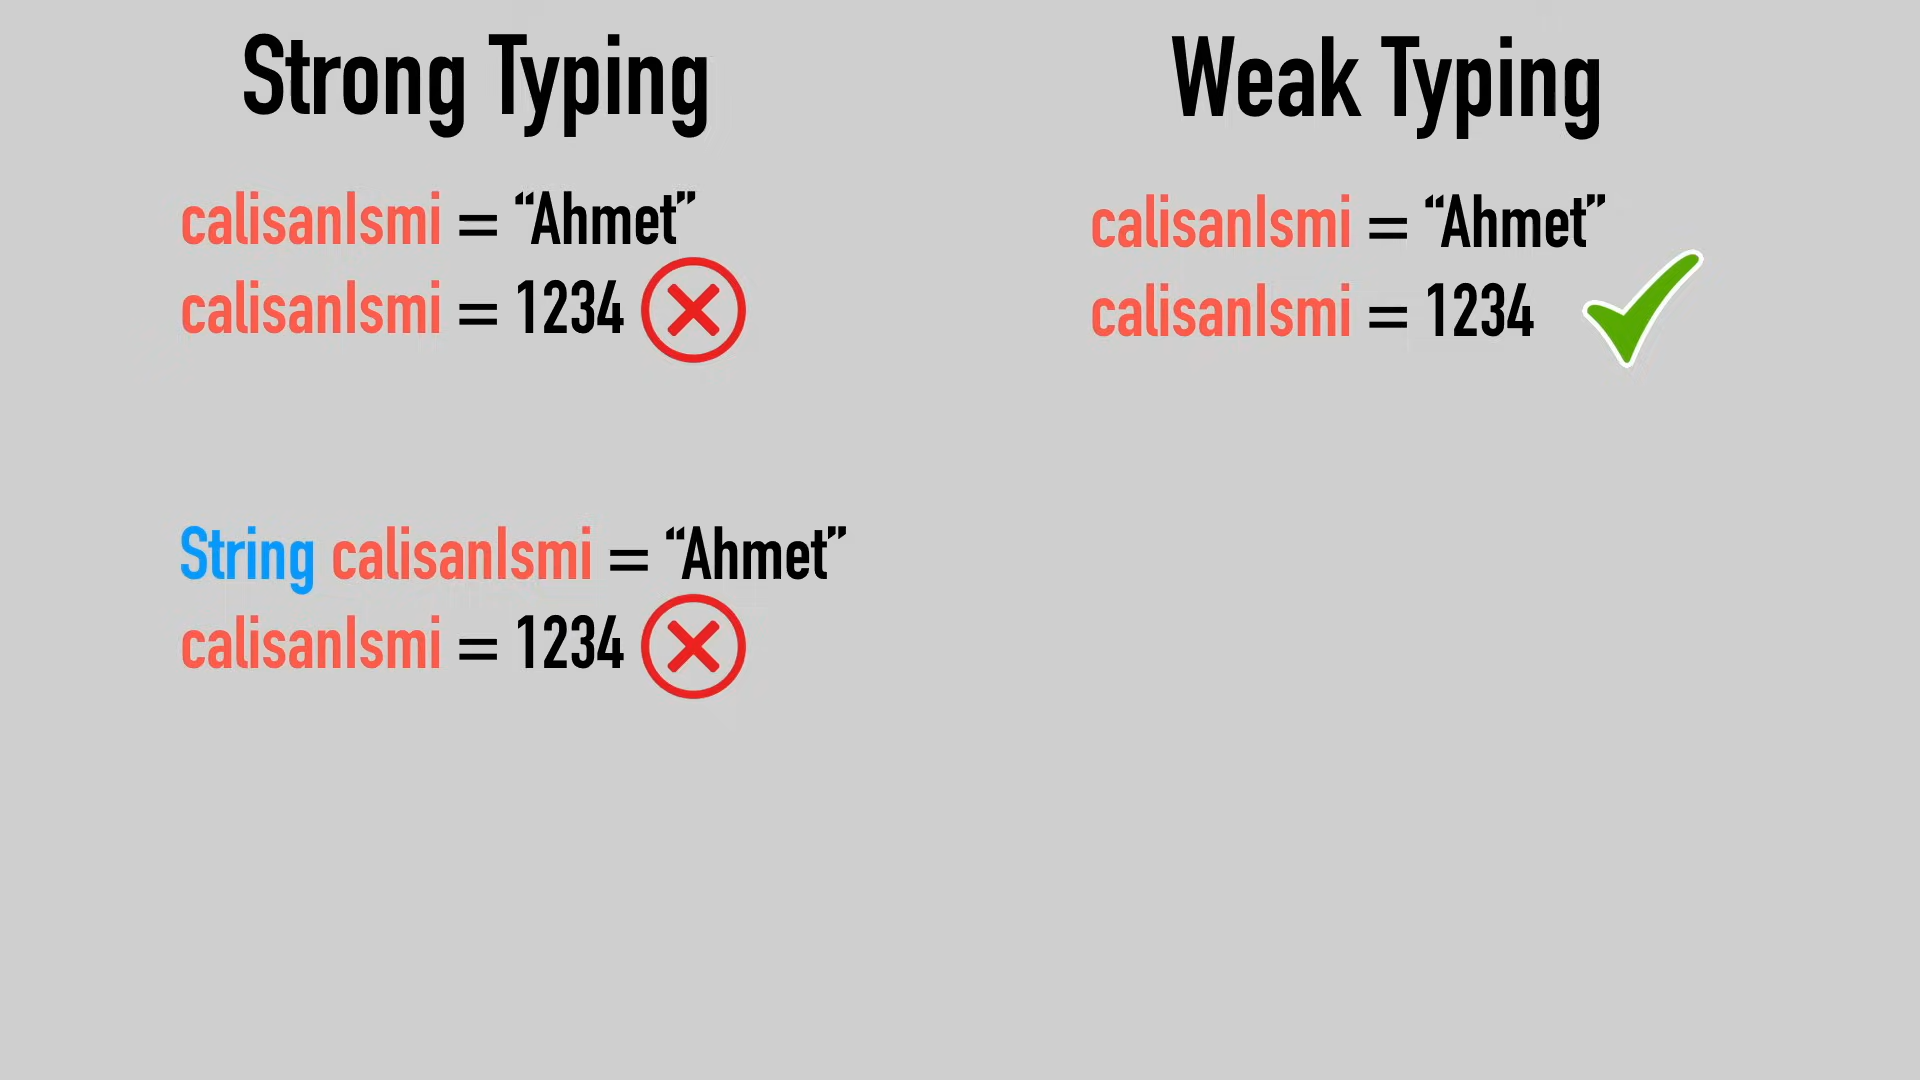 Strong Typing
calisanIsmi = “Ahmet”
calisanIsmi = 1234
String calisanIsmi = “Ahmet”
calisanIsmi = 1234
Weak Typing
calisanIsmi = “Ahmet”
calisanIsmi = 1234